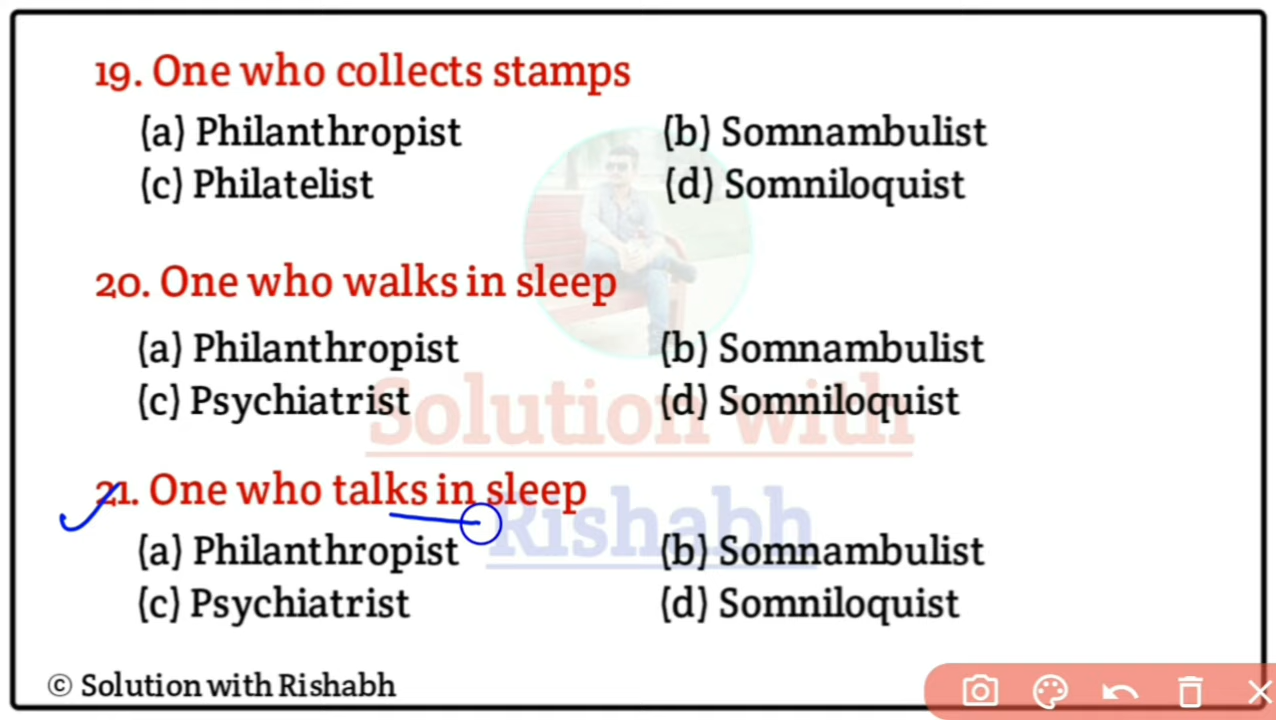 19. One who collects stamps
(a) Philanthropist (b) Somnambulist
(c) Philatelist (d) Somniloquist
20. One who walks in sleep
(a) Philanthropist (b) Somnambulist
(c) Psychiatrist (d) Somniloquist
Solution with
21. One who talks in sleep
Rishabh
(a) Philanthropist (b) Somnambulist
(c) Psychiatrist (d) Somniloquist
© Solution with Rishabh